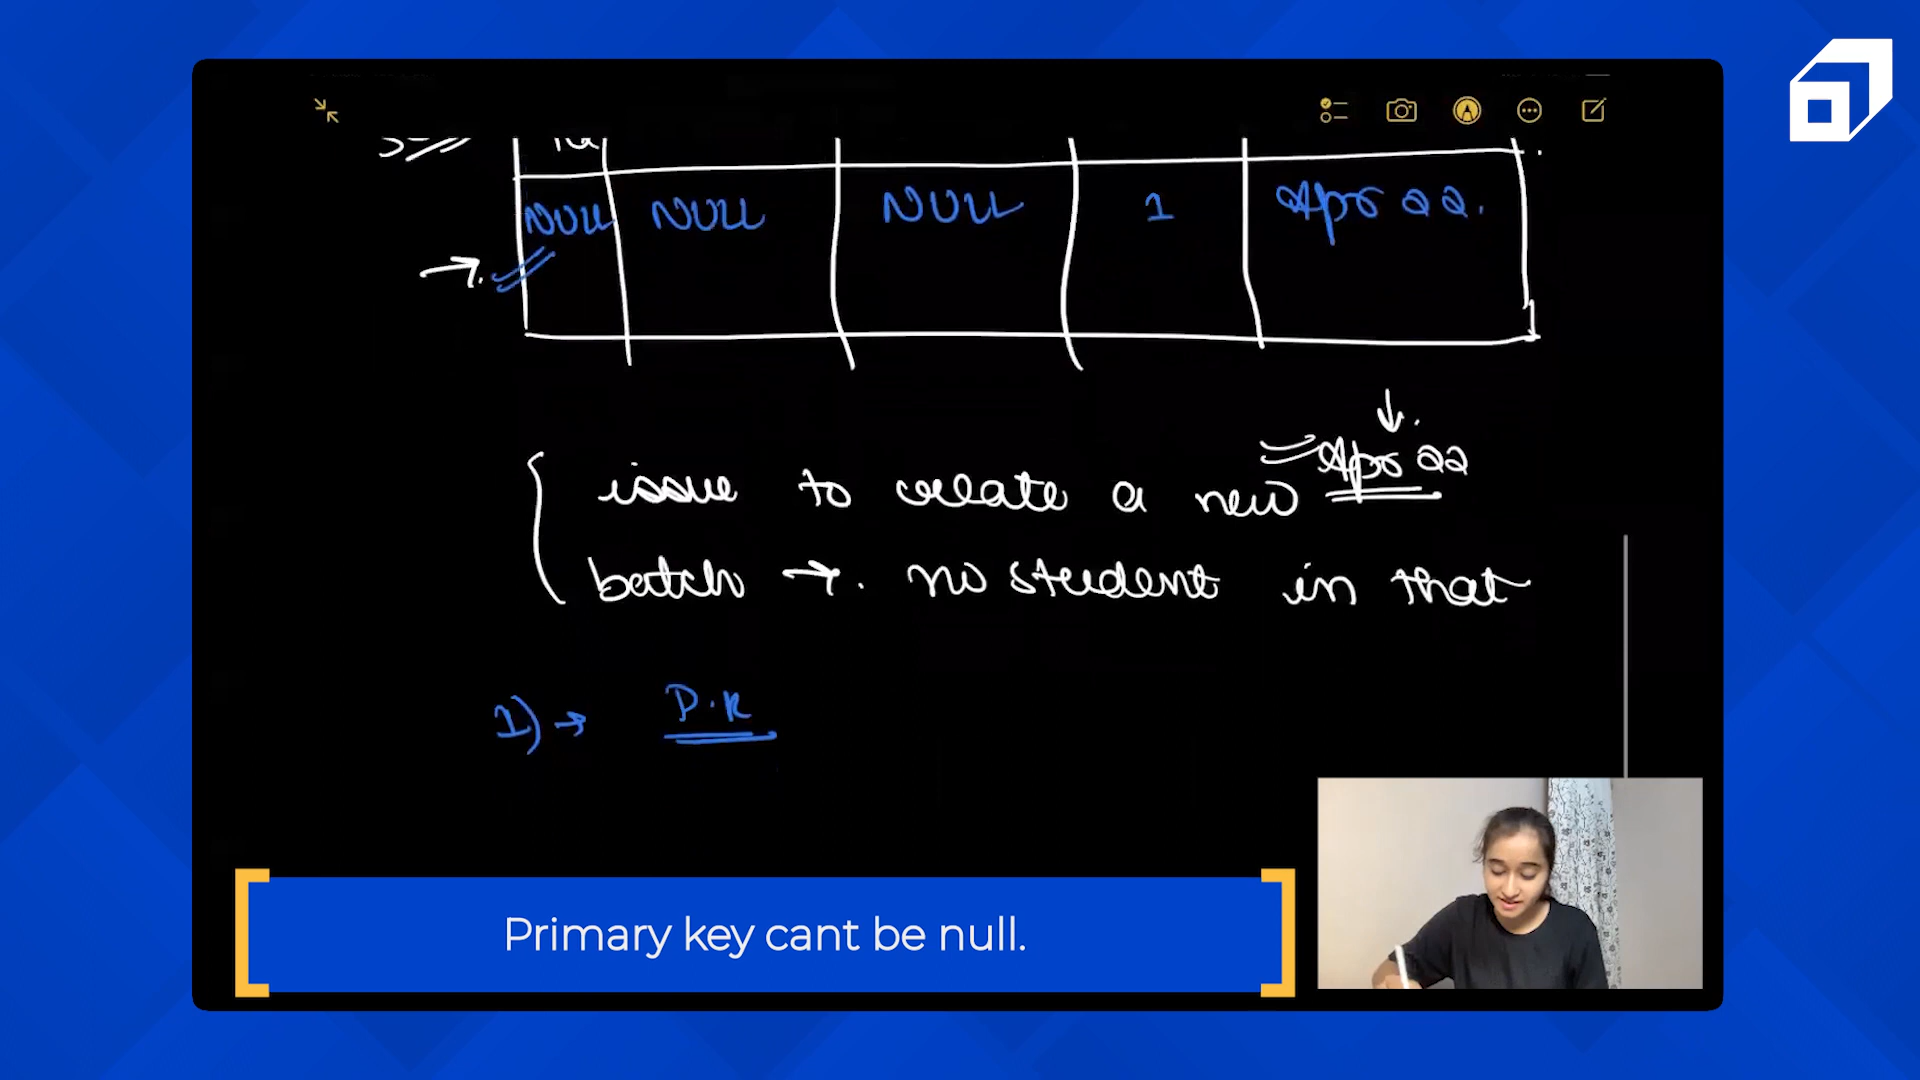 NULL NULL NULL 1 Apr 22.
Apr 22
issue to create a new
batch →. no student in that
1) → P.K
Primary key cant be null.